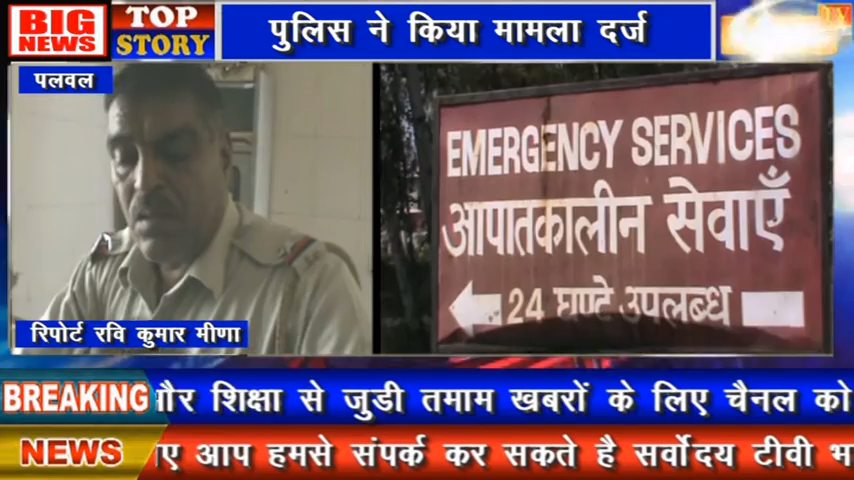 BIG NEWS
TOP STORY
पुलिस ने किया मामला दर्ज
TV
पलवल
EMERGENCY SERVICES
आपातकालीन सेवाएँ
24 घण्टे उपलब्ध
रिपोर्ट रवि कुमार मीणा
BREAKING NEWS
और शिक्षा से जुडी तमाम खबरों के लिए चैनल को
आप हमसे संपर्क कर सकते है सर्वोदय टीवी